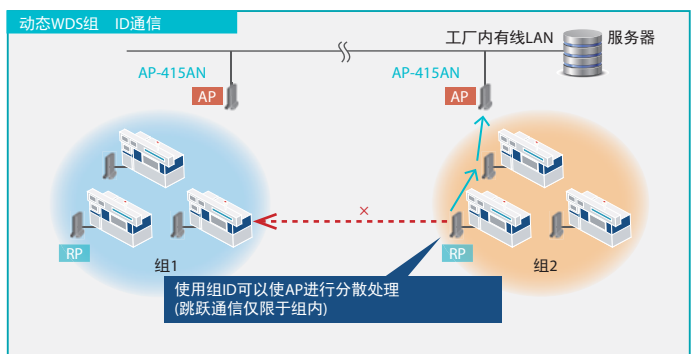 动态WDS组 ID通信
工厂内有线LAN
服务器
AP-415AN
AP-415AN
AP
AP
×
RP
RP
组1
组2
使用组ID可以使AP进行分散处理
(跳跃通信仅限于组内)